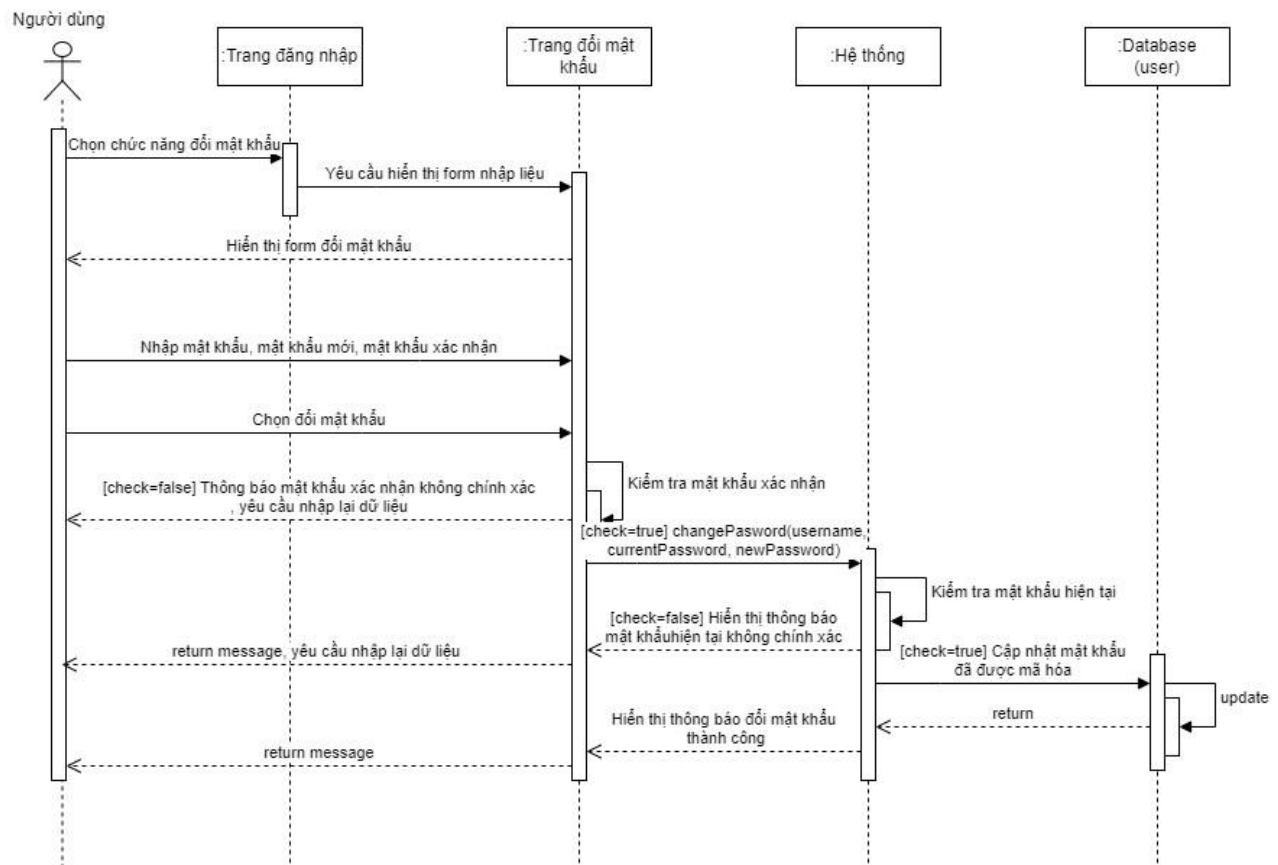 Người dùng
:Trang đăng nhập
:Trang đổi mật
khẩu
:Hệ thống
:Database
(user)
Chọn chức năng đổi mật khẩu
Yêu cầu hiển thị form nhập liệu
Hiển thị form đổi mật khẩu
Nhập mật khẩu, mật khẩu mới, mật khẩu xác nhận
Chọn đổi mật khẩu
Kiểm tra mật khẩu xác nhận
[check=false] Thông báo mật khẩu xác nhận không chính xác
, yêu cầu nhập lại dữ liệu
[check=true] changePasword(username,
currentPassword, newPassword)
Kiểm tra mật khẩu hiện tại
[check=false] Hiển thị thông báo
mật khẩuhiện tại không chính xác
return message, yêu cầu nhập lại dữ liệu
[check=true] Cập nhật mật khẩu
đã được mã hóa
update
return
Hiển thị thông báo đổi mật khẩu
thành công
return message